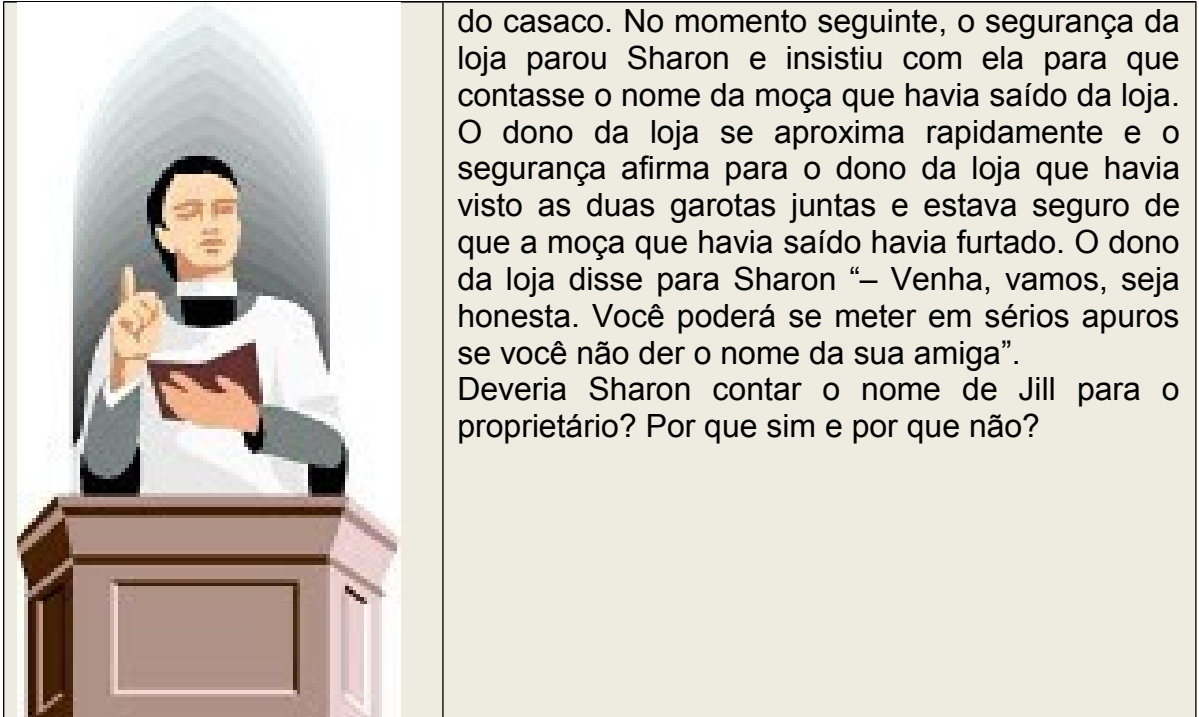 do casaco. No momento seguinte, o segurança da
loja parou Sharon e insistiu com ela para que
contasse o nome da moça que havia saído da loja.
O dono da loja se aproxima rapidamente e o
segurança afirma para o dono da loja que havia
visto as duas garotas juntas e estava seguro de
que a moça que havia saído havia furtado. O dono
da loja disse para Sharon “– Venha, vamos, seja
honesta. Você poderá se meter em sérios apuros
se você não der o nome da sua amiga”.
Deveria Sharon contar o nome de Jill para o
proprietário? Por que sim e por que não?